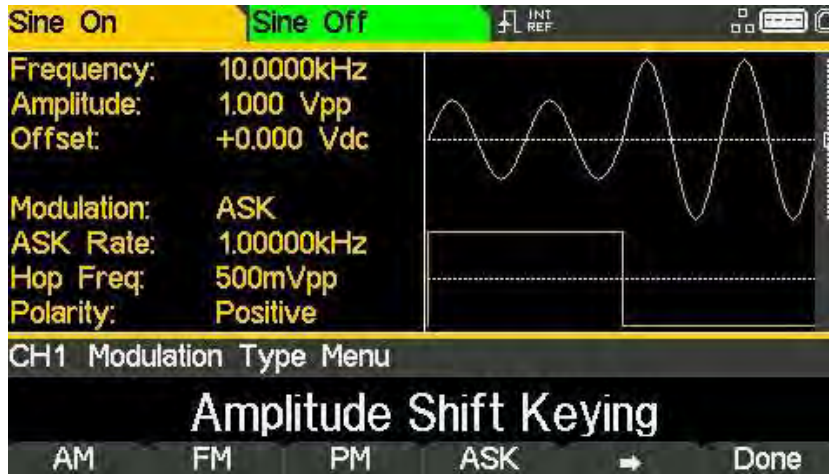 Sine On Sine Off INT REF
Frequency: 10.0000kHz
Amplitude: 1.000 Vpp
Offset: +0.000 Vdc
Modulation: ASK
ASK Rate: 1.00000kHz
Hop Freq: 500mVpp
Polarity: Positive
CH1 Modulation Type Menu
Amplitude Shift Keying
AM FM PM ASK Done